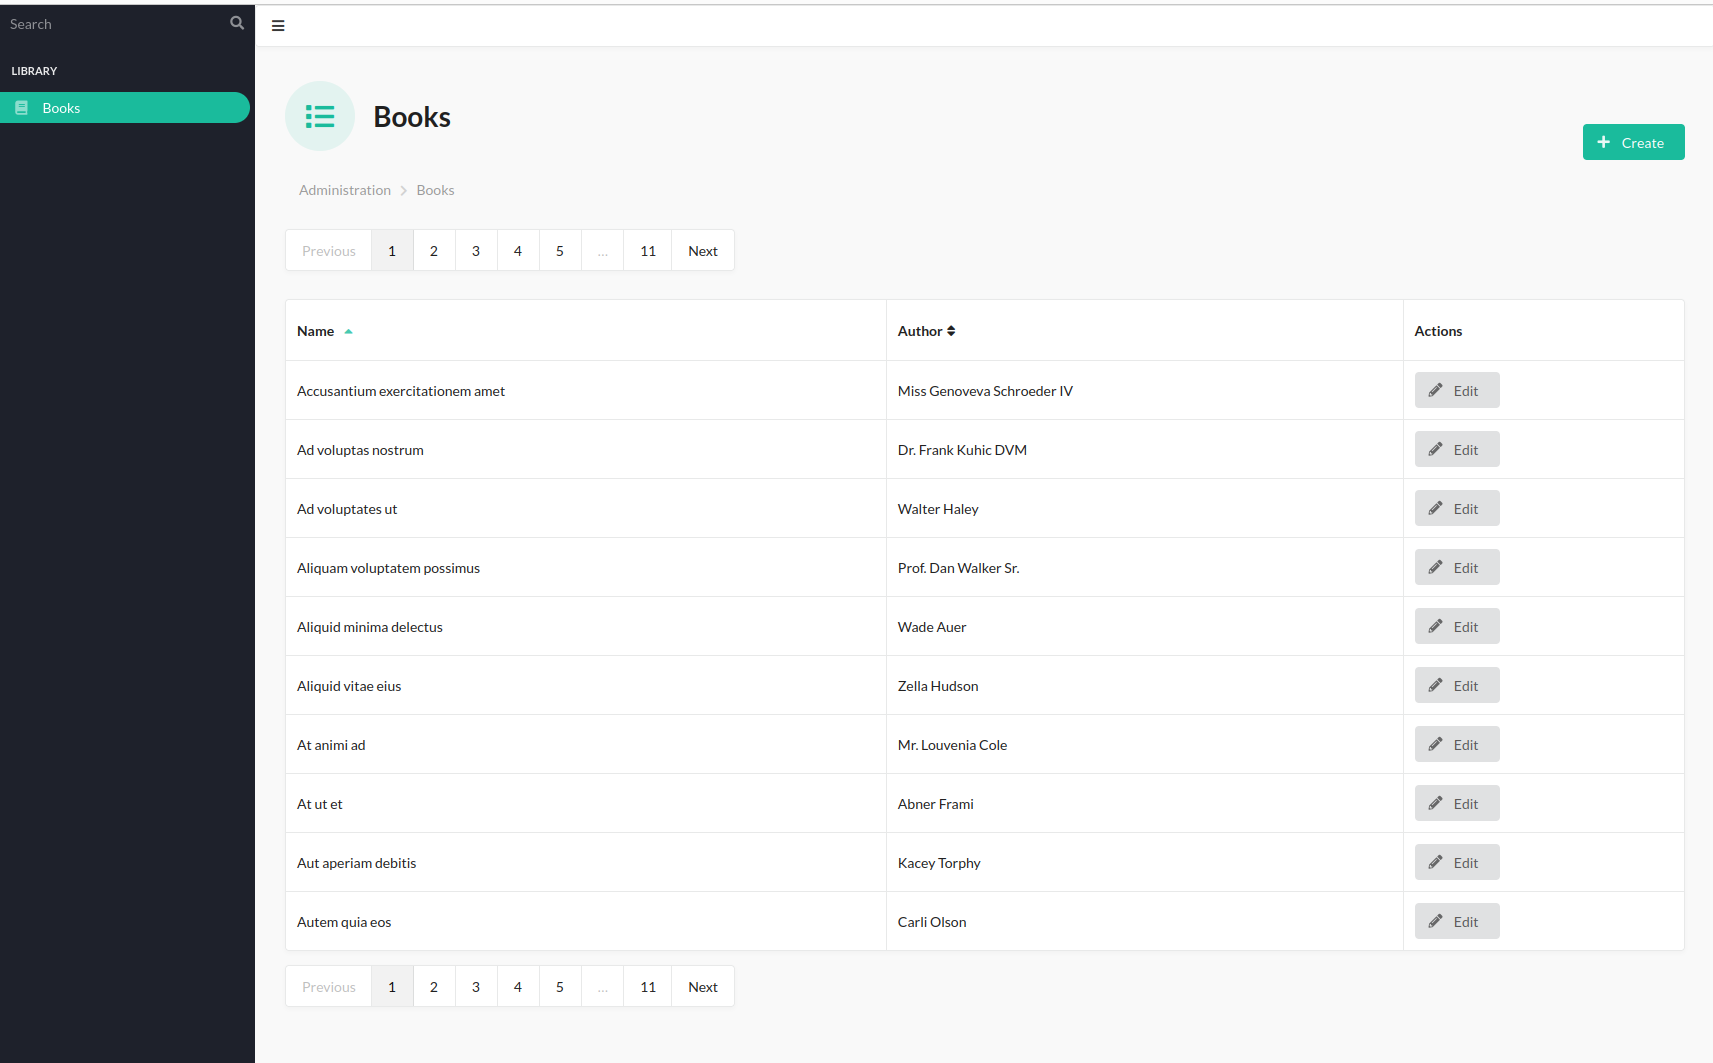 Search
LIBRARY
Books
Books
Create
Administration > Books
Previous 1 2 3 4 5 ... 11 Next
Name Author Actions
Accusantium exercitationem amet Miss Genoveva Schroeder IV Edit
Ad voluptas nostrum Dr. Frank Kuhic DVM Edit
Ad voluptates ut Walter Haley Edit
Aliquam voluptatem possimus Prof. Dan Walker Sr. Edit
Aliquid minima delectus Wade Auer Edit
Aliquid vitae eius Zella Hudson Edit
At animi ad Mr. Louvenia Cole Edit
At ut et Abner Frami Edit
Aut aperiam debitis Kacey Torphy Edit
Autem quia eos Carli Olson Edit
Previous 1 2 3 4 5 ... 11 Next